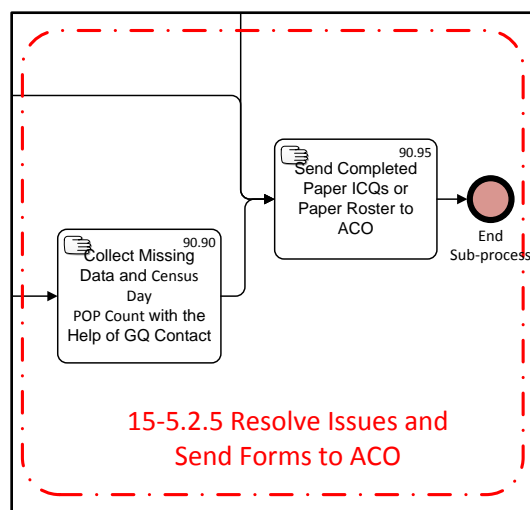 90.95
Send Completed
Paper ICQs or
Paper Roster to
ACO
End
Sub-process
90.90
Collect Missing
Data and Census
Day
POP Count with the
Help of GQ Contact
15-5.2.5 Resolve Issues and
Send Forms to ACO